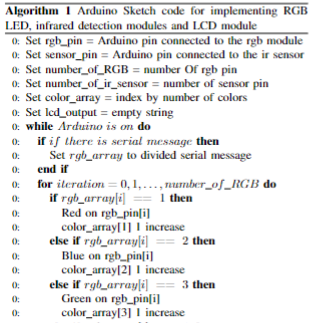 Algorithm 1 Arduino Sketch code for implementing RGB
LED, infrared detection modules and LCD module
0: Set rgb_pin = Arduino pin connected to the rgb module
0: Set sensor_pin = Arduino pin connected to the ir sensor
0: Set number_of_RGB = number Of rgb pin
0: Set number_of_ir_sensor = number of sensor pin
0: Set color_array = index by number of colors
0: Set lcd_output = empty string
0: while Arduino is on do
0: if if there is serial message then
0: Set rgb_array to divided serial message
0: end if
0: for iteration = 0, 1, . . . , number_of_RGB do
0: if rgb_array[i] == 1 then
0: Red on rgb_pin[i]
0: color_array[1] 1 increase
0: else if rgb_array[i] == 2 then
0: Blue on rgb_pin[i]
0: color_array[2] 1 increase
0: else if rgb_array[i] == 3 then
0: Green on rgb_pin[i]
0: color_array[3] 1 increase